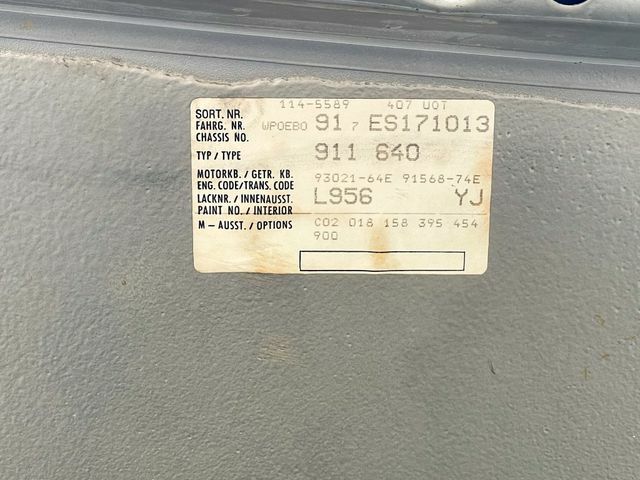 114-5589 407 U0T
SORT. NR.
FAHRG. NR. WP0EB0 91 7 ES171013
CHASSIS NO.
TYP / TYPE 911 640
MOTORKB. / GETR. KB. 93021-64E 91568-74E
ENG. CODE/TRANS. CODE
LACKNR. / INNENAUSST. L956 YJ
PAINT NO. / INTERIOR
M – AUSST. / OPTIONS C02 018 158 395 454
900